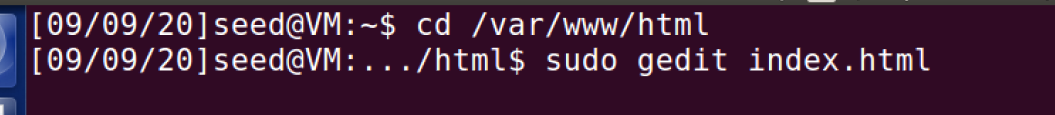 [09/09/20]seed@VM:~$ cd /var/www/html
[09/09/20]seed@VM:.../html$ sudo gedit index.html